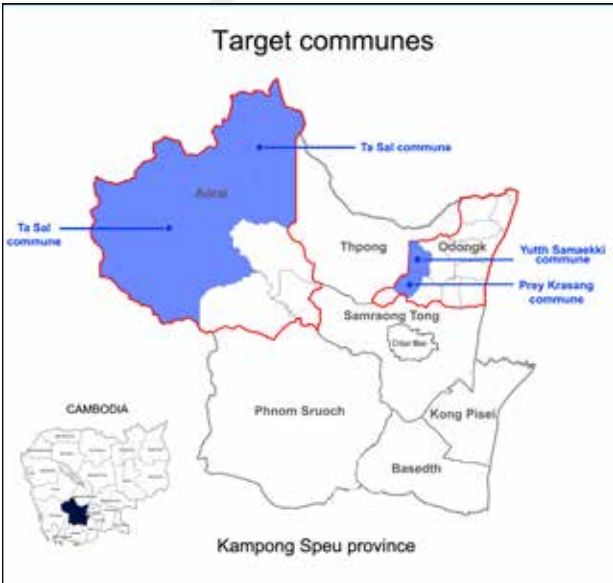 Target communes
Ta Sal commune
Aoral
Ta Sal
commune
Thpong
Odongk
Yutth Samaekki
commune
Prey Krasang
commune
Samraong Tong
Chbar Mon
Phnom Sruoch
Kong Pisei
Basedth
CAMBODIA
Kampong Speu province